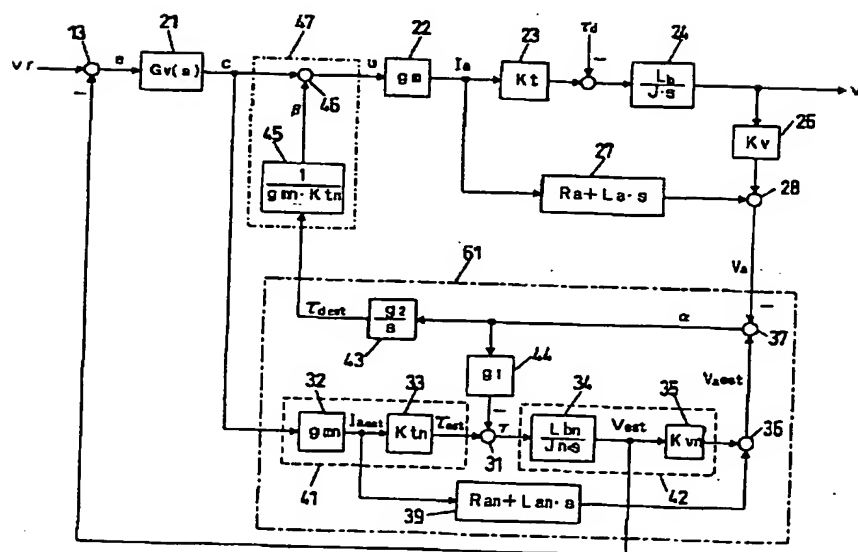 47
13
21
22
23
τd
24
vr
e
Gv(s)
c
u
gm
Ia
Kt
Lb
J·s
v
46
β
26
Kv
45
1
gm·Ktn
27
Ra+La·s
28
61
Va
τdest
g2
s
α
37
43
44
g1
Vaest
32
33
34
35
gmn
Iaest
Ktn
τest
τ
Lbn
Jn·s
Vest
Kvn
31
36
41
42
Ran+Lan·s
39